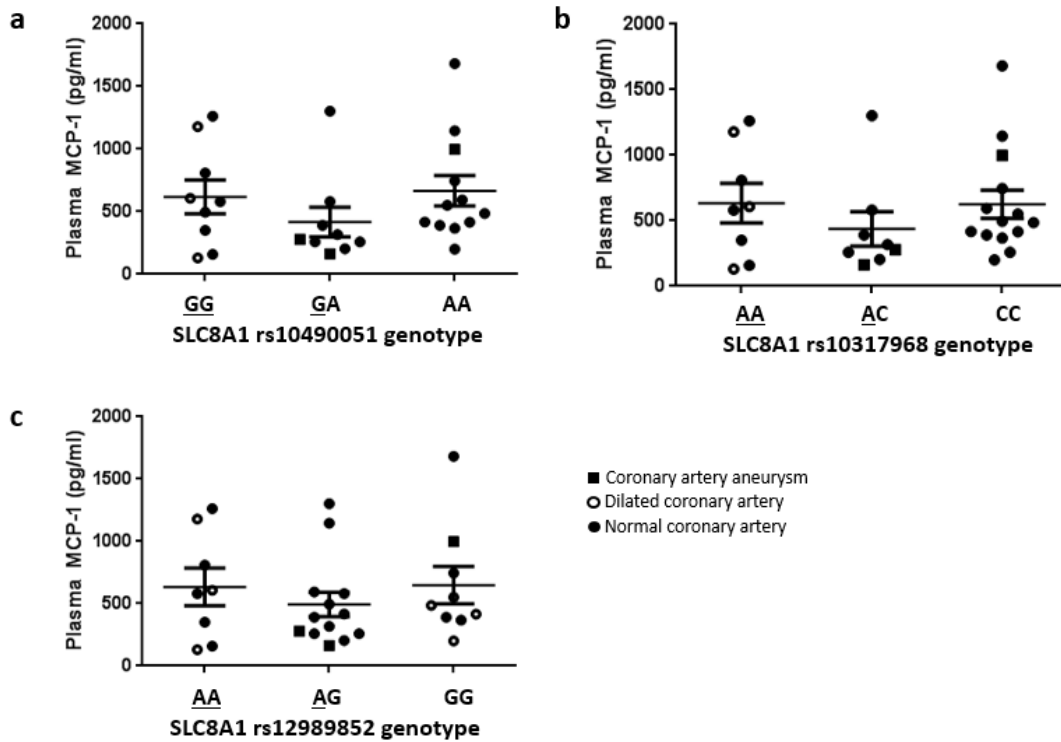 a
2000
1500
1000
500
0
Plasma MCP-1 (pg/ml)
GG GA AA
SLC8A1 rs10490051 genotype
b
2000
1500
1000
500
0
Plasma MCP-1 (pg/ml)
AA AC CC
SLC8A1 rs10317968 genotype
c
2000
1500
1000
500
0
Plasma MCP-1 (pg/ml)
AA AG GG
SLC8A1 rs12989852 genotype
Coronary artery aneurysm
Dilated coronary artery
Normal coronary artery